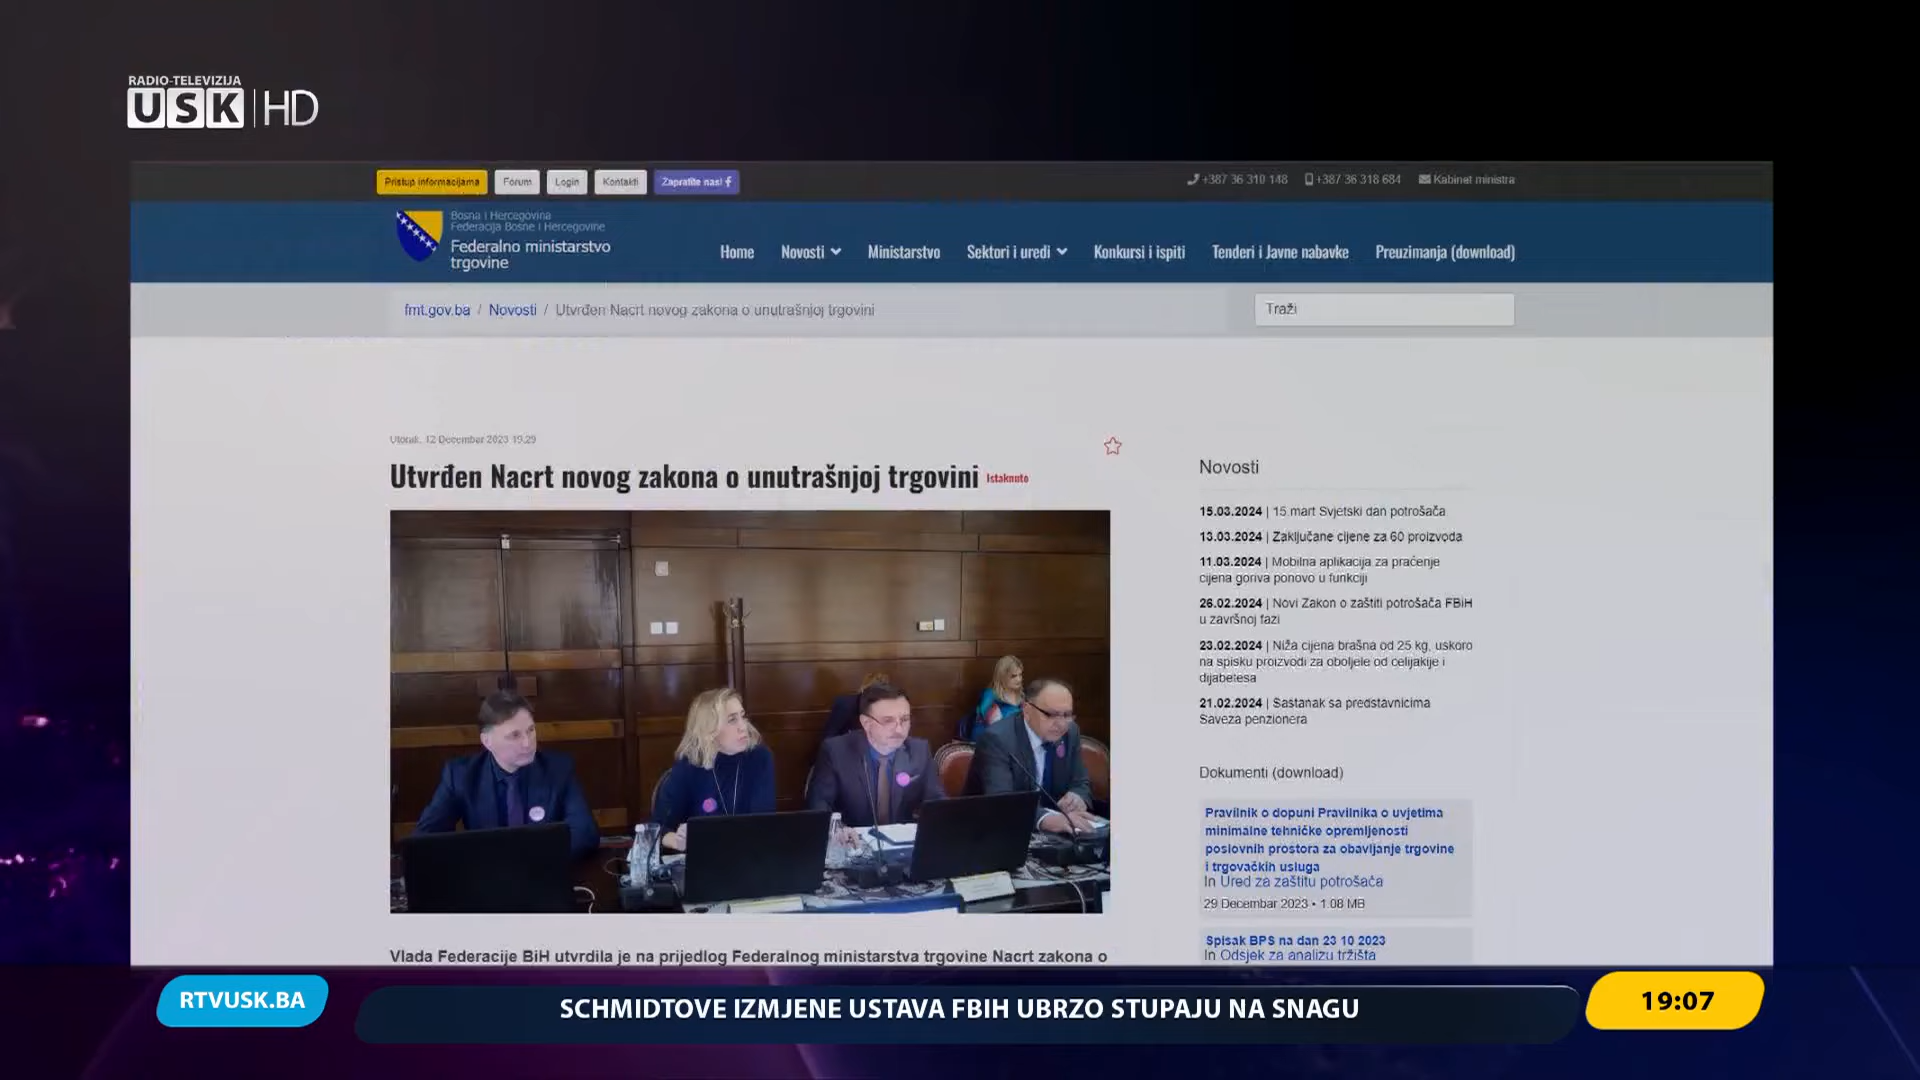 RADIO-TELEVIZIJA
USK HD
Pristup informacijama Forum Login Kontakti Zapratite nas!
+387 36 310 148 +387 36 318 684 Kabinet ministra
Bosna i Hercegovina
Federacija Bosne i Hercegovine
Federalno ministarstvo
trgovine
Home Novosti Ministarstvo Sektori i uredi Konkursi i ispiti Tenderi i Javne nabavke Preuzimanja (download)
fmt.gov.ba / Novosti / Utvrđen Nacrt novog zakona o unutrašnjoj trgovini
Traži
Utorak, 12 Decembar 2023 19:29
Utvrđen Nacrt novog zakona o unutrašnjoj trgovini Istaknuto
Vlada Federacije BiH utvrdila je na prijedlog Federalnog ministarstva trgovine Nacrt zakona o
Novosti
15.03.2024 | 15 mart Svjetski dan potrošača
13.03.2024 | Zaključane cijene za 60 proizvoda
11.03.2024 | Mobilna aplikacija za praćenje
cijena goriva ponovo u funkciji
26.02.2024 | Novi Zakon o zaštiti potrošača FBiH
u završnoj fazi
23.02.2024 | Niža cijena brašna od 25 kg, uskoro
na spisku proizvodi za oboljele od celijakije i
dijabetesa
21.02.2024 | Sastanak sa predstavnicima
Saveza penzionera
Dokumenti (download)
Pravilnik o dopuni Pravilnika o uvjetima
minimalne tehničke opremljenosti
poslovnih prostora za obavljanje trgovine
i trgovačkih usluga
In Ured za zaštitu potrošača
29 Decembar 2023 • 1.08 MB
Spisak BPS na dan 23 10 2023
In Odsjek za analizu tržišta
RTVUSK.BA
SCHMIDTOVE IZMJENE USTAVA FBIH UBRZO STUPAJU NA SNAGU
19:07